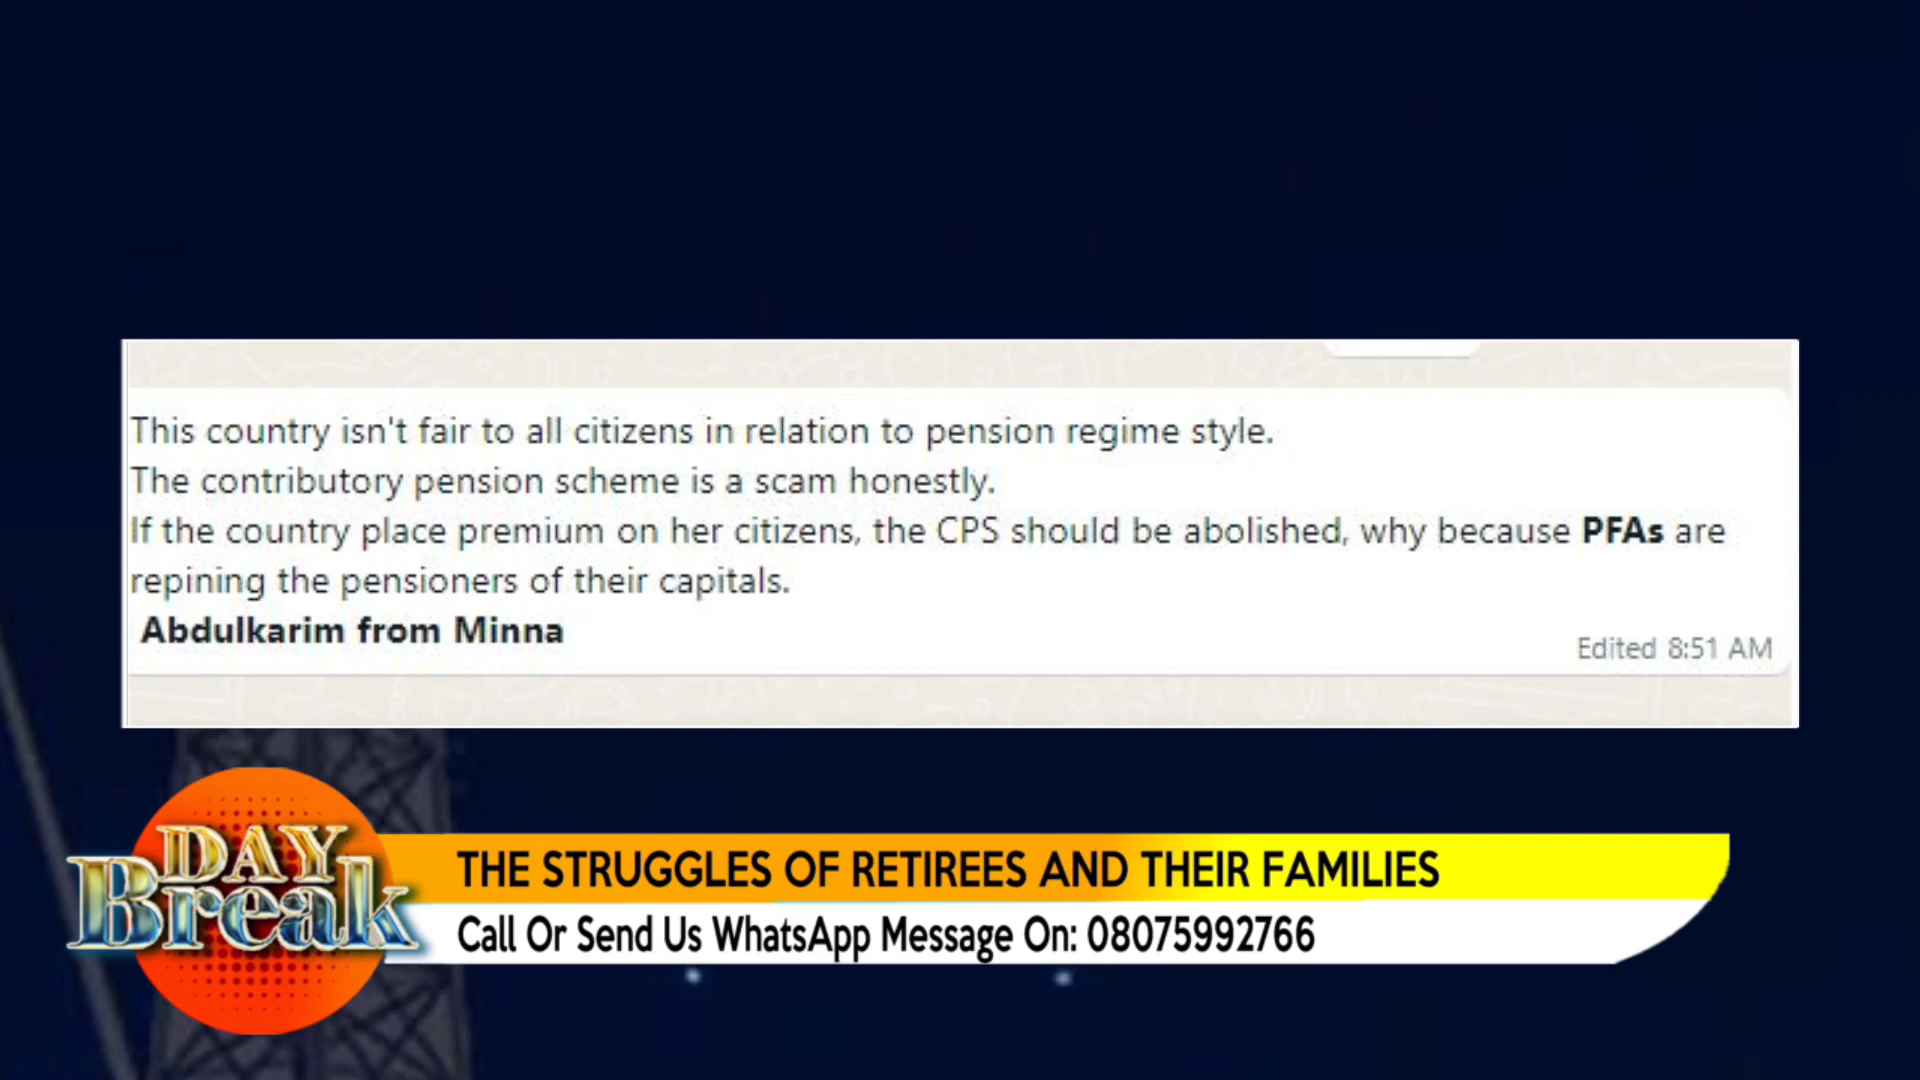 This country isn't fair to all citizens in relation to pension regime style.
The contributory pension scheme is a scam honestly.
If the country place premium on her citizens, the CPS should be abolished, why because PFAs are
repining the pensioners of their capitals.
Abdulkarim from Minna
Edited 8:51 AM
DAY
Break
THE STRUGGLES OF RETIREES AND THEIR FAMILIES
Call Or Send Us WhatsApp Message On: 08075992766